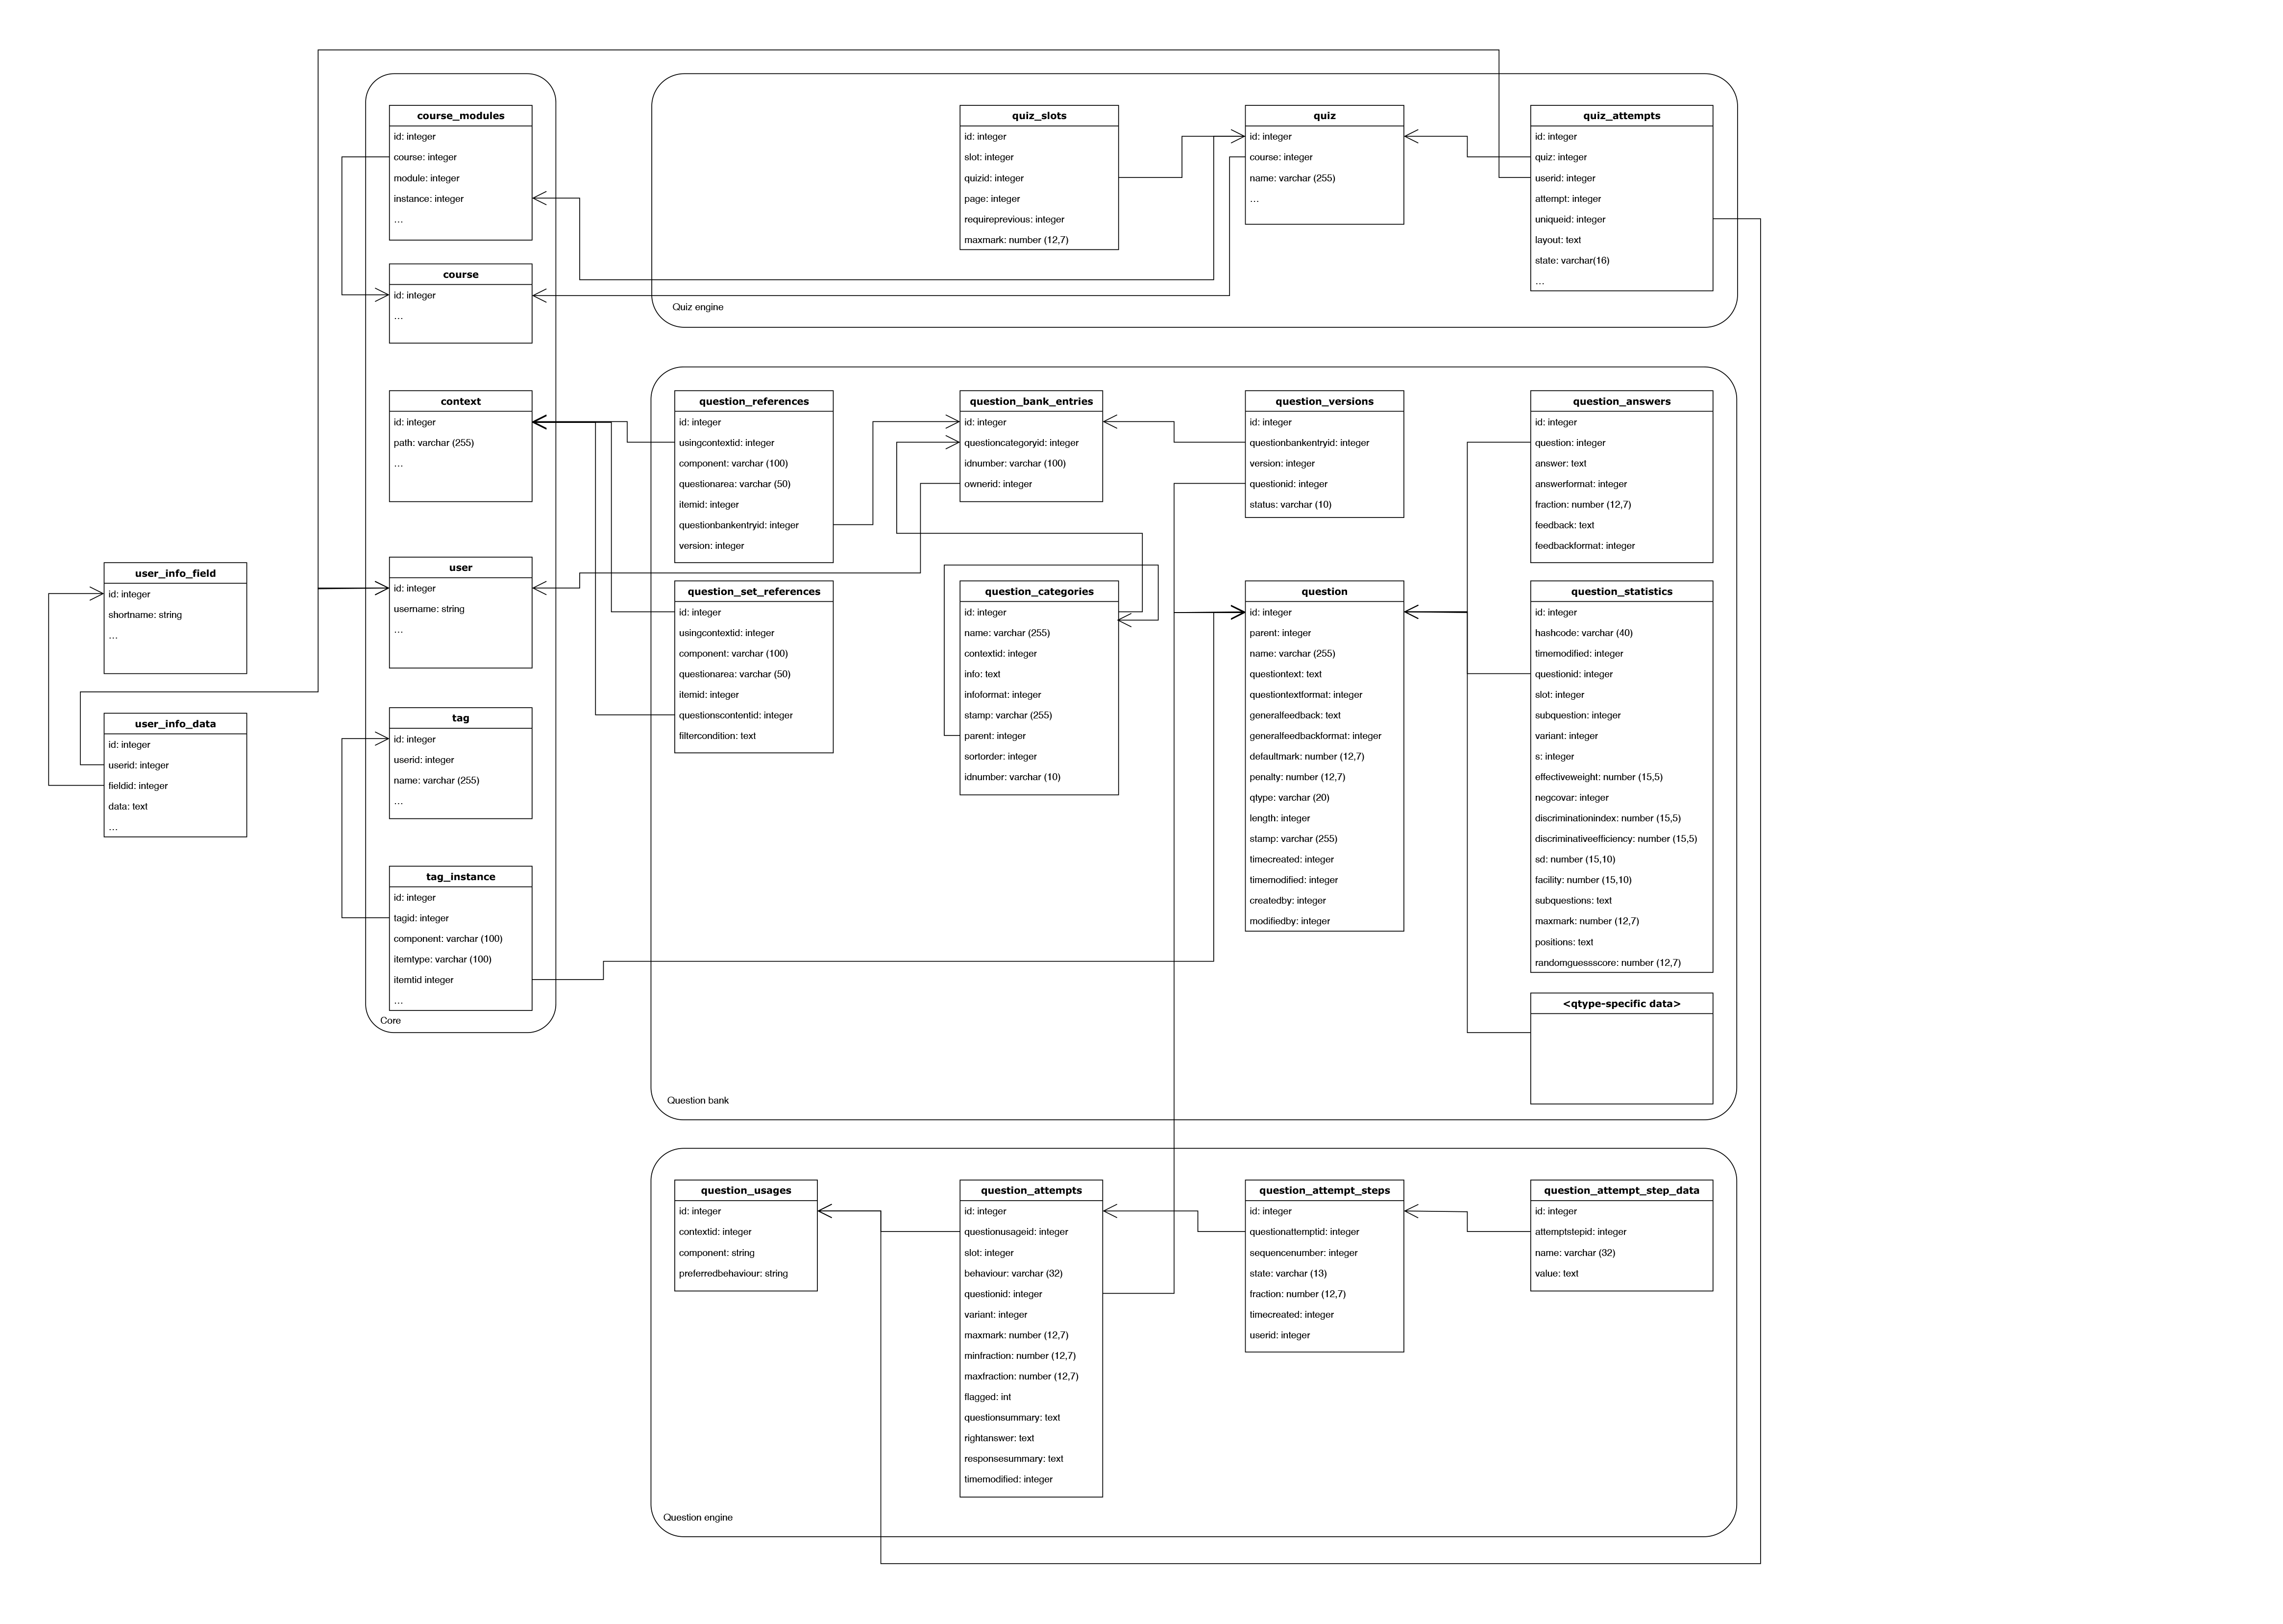 course_modules
id: integer
course: integer
module: integer
instance: integer
...
course
id: integer
...
context
id: integer
path: varchar (255)
...
user
id: integer
username: string
...
tag
id: integer
userid: integer
name: varchar (255)
...
tag_instance
id: integer
tagid: integer
component: varchar (100)
itemtype: varchar (100)
itemtid integer
...
Core
user_info_field
id: integer
shortname: string
...
user_info_data
id: integer
userid: integer
fieldid: integer
data: text
...
quiz_slots
id: integer
slot: integer
quizid: integer
page: integer
requireprevious: integer
maxmark: number (12,7)
quiz
id: integer
course: integer
name: varchar (255)
...
quiz_attempts
id: integer
quiz: integer
userid: integer
attempt: integer
uniqueid: integer
layout: text
state: varchar(16)
...
Quiz engine
question_references
id: integer
usingcontextid: integer
component: varchar (100)
questionarea: varchar (50)
itemid: integer
questionbankentryid: integer
version: integer
question_bank_entries
id: integer
questioncategoryid: integer
idnumber: varchar (100)
ownerid: integer
question_versions
id: integer
questionbankentryid: integer
version: integer
questionid: integer
status: varchar (10)
question_answers
id: integer
question: integer
answer: text
answerformat: integer
fraction: number (12,7)
feedback: text
feedbackformat: integer
question_set_references
id: integer
usingcontextid: integer
component: varchar (100)
questionarea: varchar (50)
itemid: integer
questionscontentid: integer
filtercondition: text
question_categories
id: integer
name: varchar (255)
contextid: integer
info: text
infoformat: integer
stamp: varchar (255)
parent: integer
sortorder: integer
idnumber: varchar (10)
question
id: integer
parent: integer
name: varchar (255)
questiontext: text
questiontextformat: integer
generalfeedback: text
generalfeedbackformat: integer
defaultmark: number (12,7)
penalty: number (12,7)
qtype: varchar (20)
length: integer
stamp: varchar (255)
timecreated: integer
timemodified: integer
createdby: integer
modifiedby: integer
question_statistics
id: integer
hashcode: varchar (40)
timemodified: integer
questionid: integer
slot: integer
subquestion: integer
variant: integer
s: integer
effectiveweight: number (15,5)
negcovar: integer
discriminationindex: number (15,5)
discriminativeefficiency: number (15,5)
sd: number (15,10)
facility: number (15,10)
subquestions: text
maxmark: number (12,7)
positions: text
randomguessscore: number (12,7)
<qtype-specific data>
Question bank
question_usages
id: integer
contextid: integer
component: string
preferredbehaviour: string
question_attempts
id: integer
questionusageid: integer
slot: integer
behaviour: varchar (32)
questionid: integer
variant: integer
maxmark: number (12,7)
minfraction: number (12,7)
maxfraction: number (12,7)
flagged: int
questionsummary: text
rightanswer: text
responsesummary: text
timemodified: integer
question_attempt_steps
id: integer
questionattemptid: integer
sequencenumber: integer
state: varchar (13)
fraction: number (12,7)
timecreated: integer
userid: integer
question_attempt_step_data
id: integer
attemptstepid: integer
name: varchar (32)
value: text
Question engine